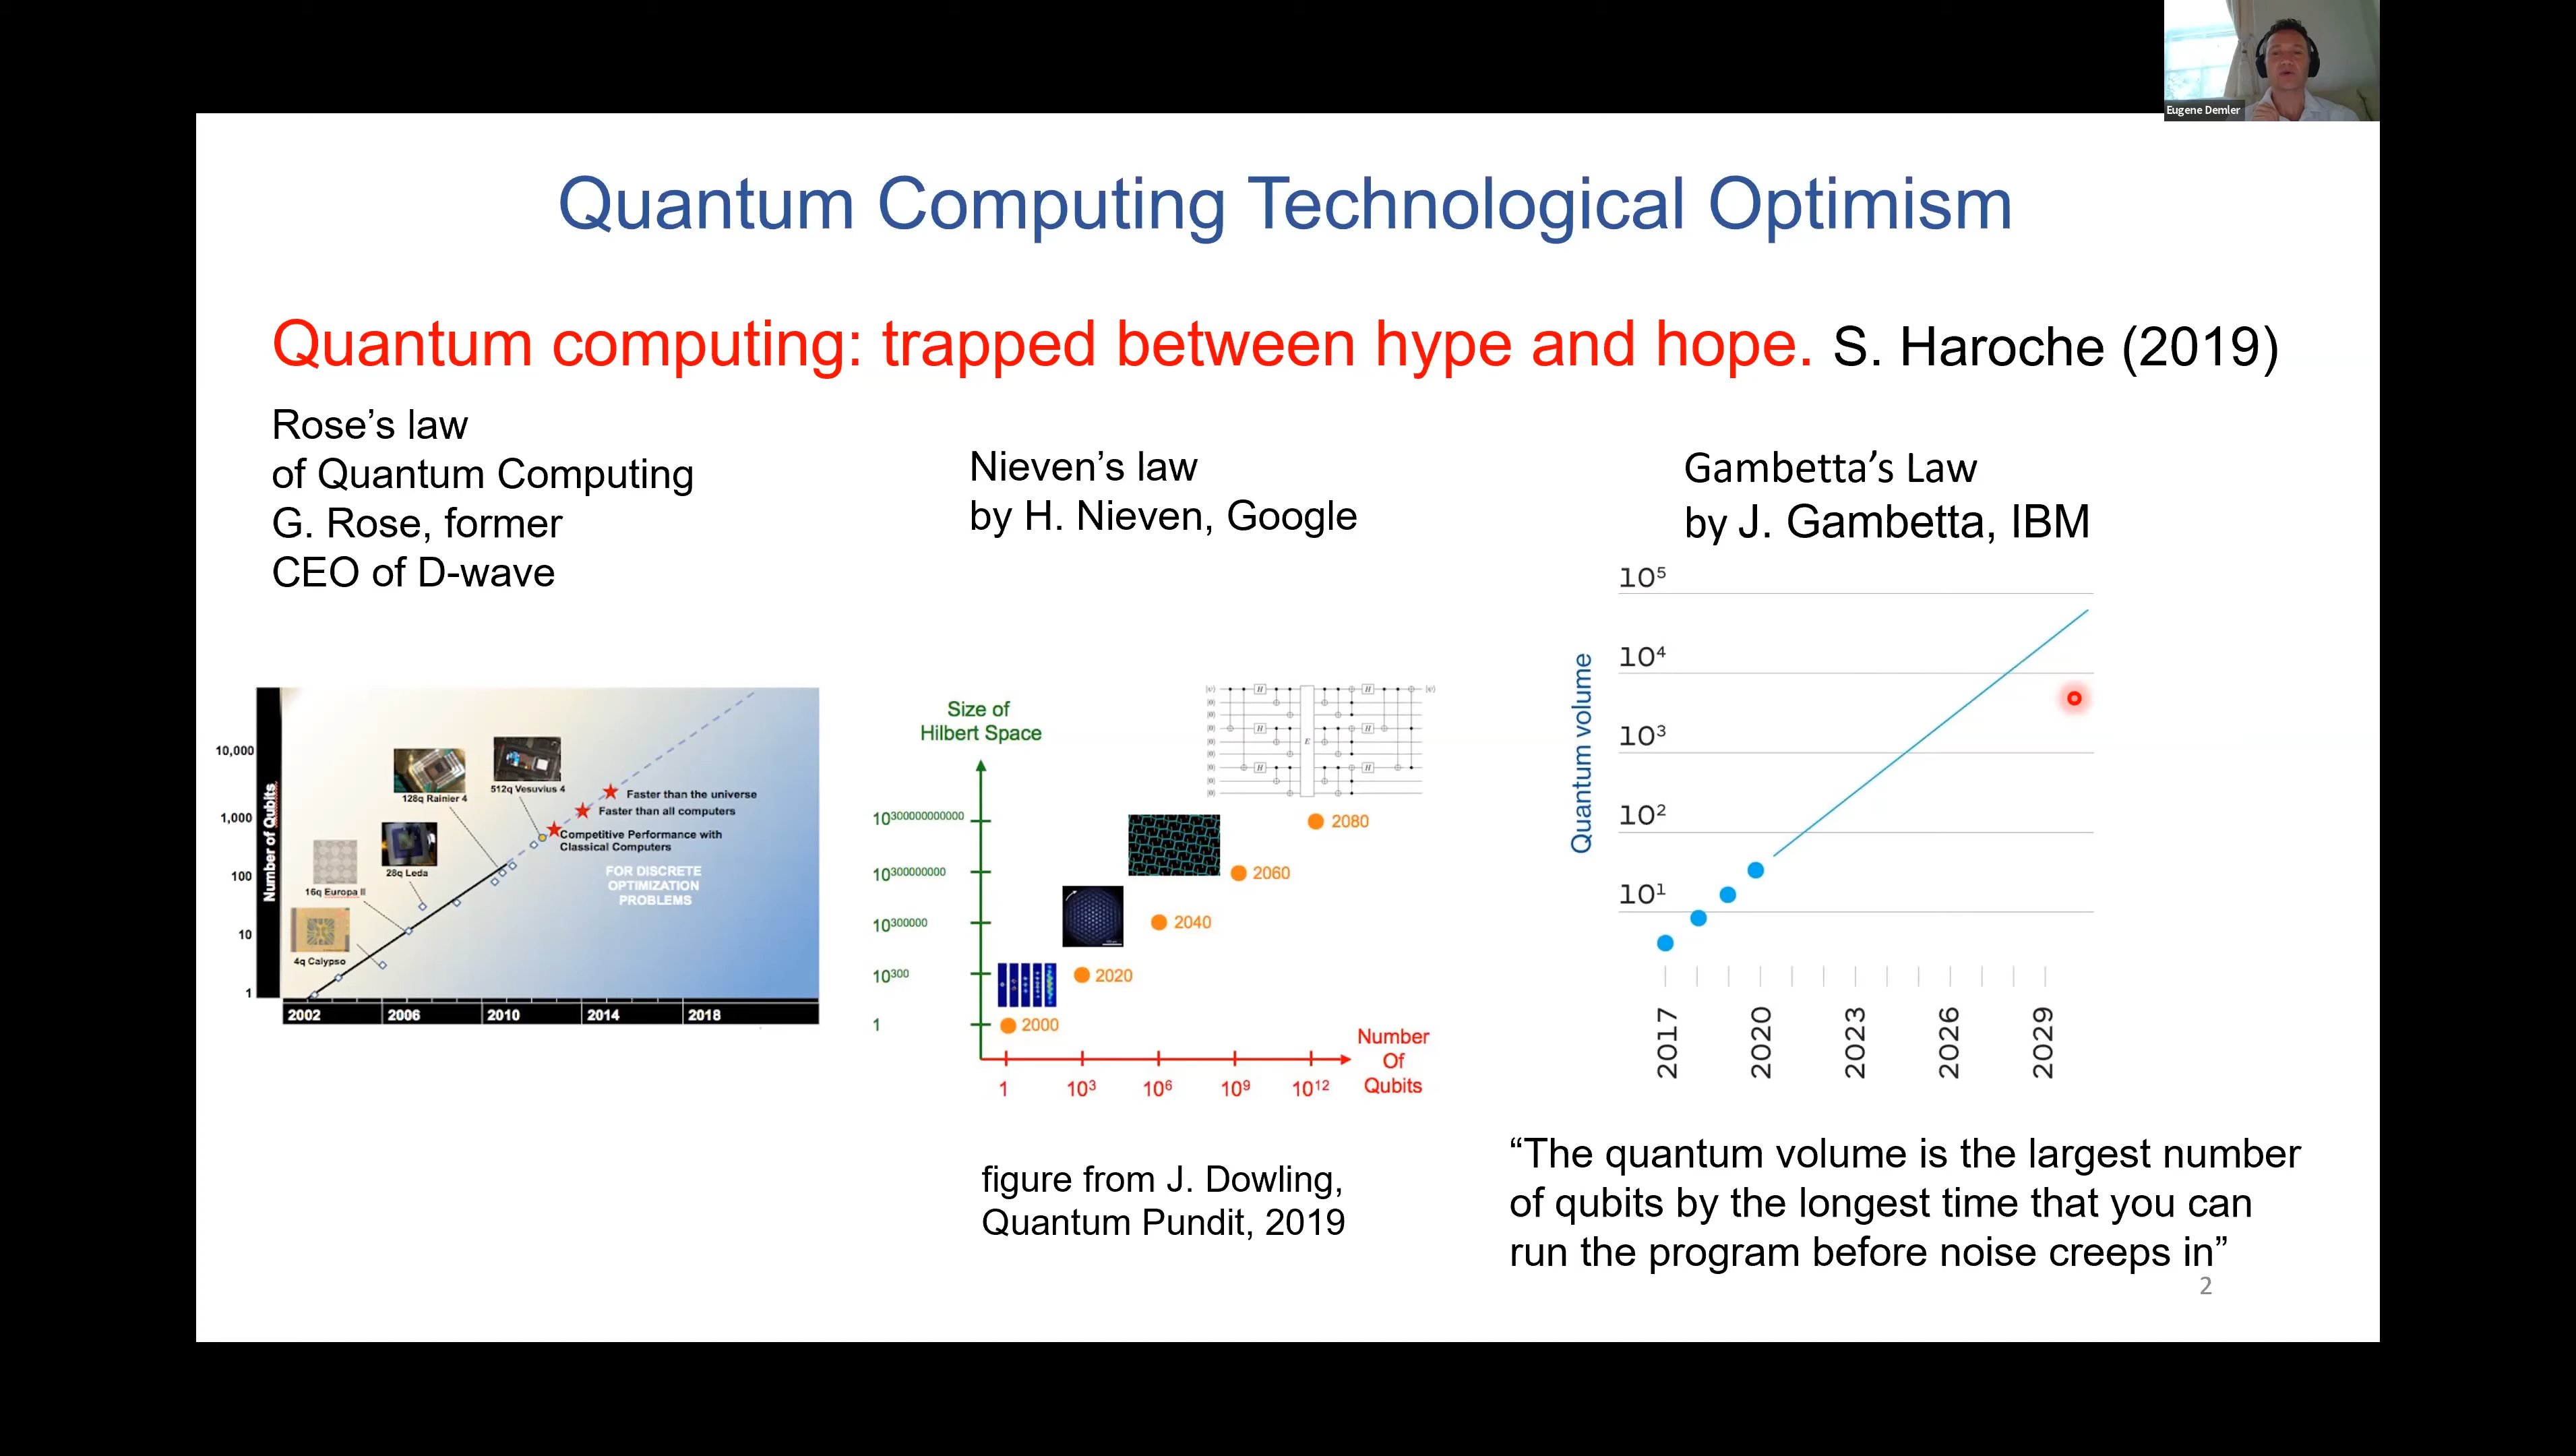 Eugene Demler
Quantum Computing Technological Optimism
Quantum computing: trapped between hype and hope. S. Haroche (2019)
Rose’s law
of Quantum Computing
G. Rose, former
CEO of D-wave
10,000
1,000
100
10
1
Number of Qubits
128q Rainier 4
512q Vesuvius 4
16q Europa II
28q Leda
4q Calypso
Faster than the universe
Faster than all computers
Competitive Performance with
Classical Computers
FOR DISCRETE
OPTIMIZATION
PROBLEMS
2002 2006 2010 2014 2018
Nieven’s law
by H. Nieven, Google
Size of
Hilbert Space
10³⁰⁰⁰⁰⁰⁰⁰⁰⁰⁰⁰
10³⁰⁰⁰⁰⁰⁰⁰⁰
10³⁰⁰⁰⁰⁰
10³⁰⁰
1
H H
H H
E
H H
2080
2060
2040
2020
2000
1 10³ 10⁶ 10⁹ 10¹²
Number
Of
Qubits
figure from J. Dowling,
Quantum Pundit, 2019
Gambetta’s Law
by J. Gambetta, IBM
Quantum volume
10⁵
10⁴
10³
10²
10¹
2017 2020 2023 2026 2029
“The quantum volume is the largest number
of qubits by the longest time that you can
run the program before noise creeps in”
2